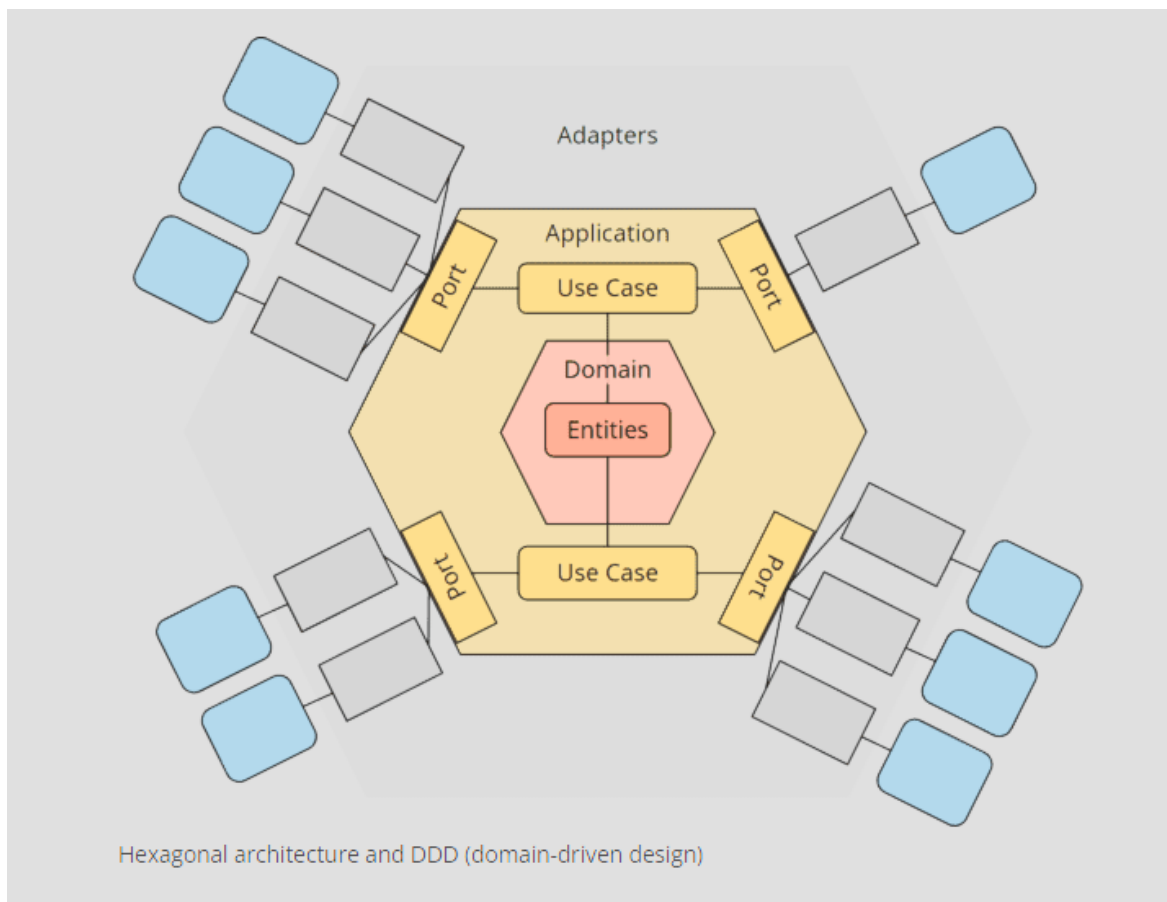 Adapters
Application
Port
Use Case
Port
Domain
Entities
Port
Use Case
Port
Hexagonal architecture and DDD (domain-driven design)